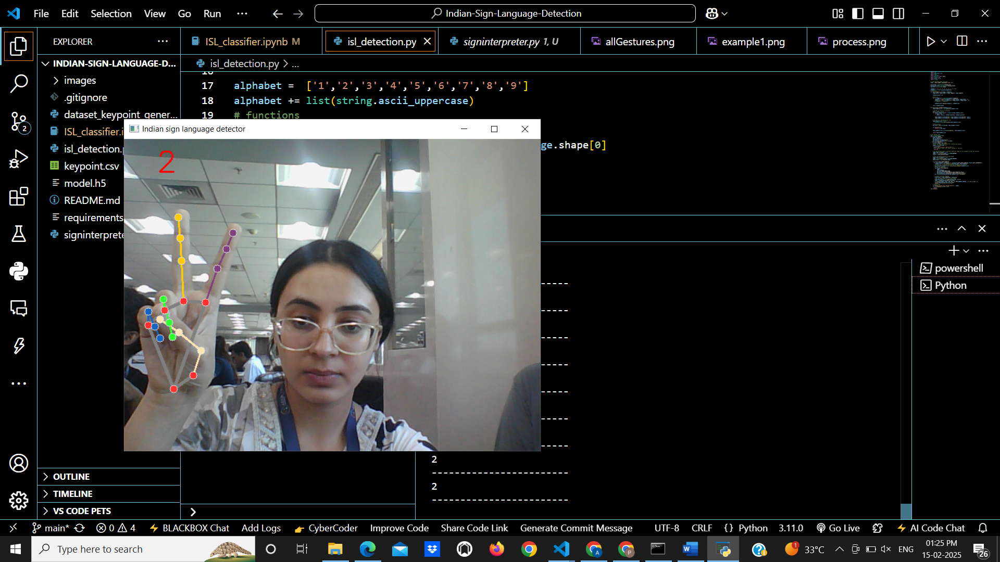 File Edit Selection View Go Run ...
Indian-Sign-Language-Detection
EXPLORER
ISL_classifier.ipynb M
isl_detection.py
signinterpreter.py 1, U
allGestures.png
example1.png
process.png
INDIAN-SIGN-LANGUAGE-D...
images
.gitignore
dataset_keypoint_gener...
ISL_classifier.i
isl_detection.
keypoint.csv
model.h5
README.md
requirements
signinterprete
isl_detection.py > ...
16
17 alphabet = ['1','2','3','4','5','6','7','8','9']
18 alphabet += list(string.ascii_uppercase)
19 # functions
ge.shape[0]
Indian sign language detector
2
powershell
Python
-----
-----
-----
-----
-----
-----
-----
2
------------------------
2
------------------------
OUTLINE
TIMELINE
VS CODE PETS
2
main* 0 4 BLACKBOX Chat Add Logs CyberCoder Improve Code Share Code Link Generate Commit Message UTF-8 CRLF {} Python 3.11.0 Go Live AI Code Chat
Type here to search
1 33°C ENG 01:25 PM
15-02-2025
26